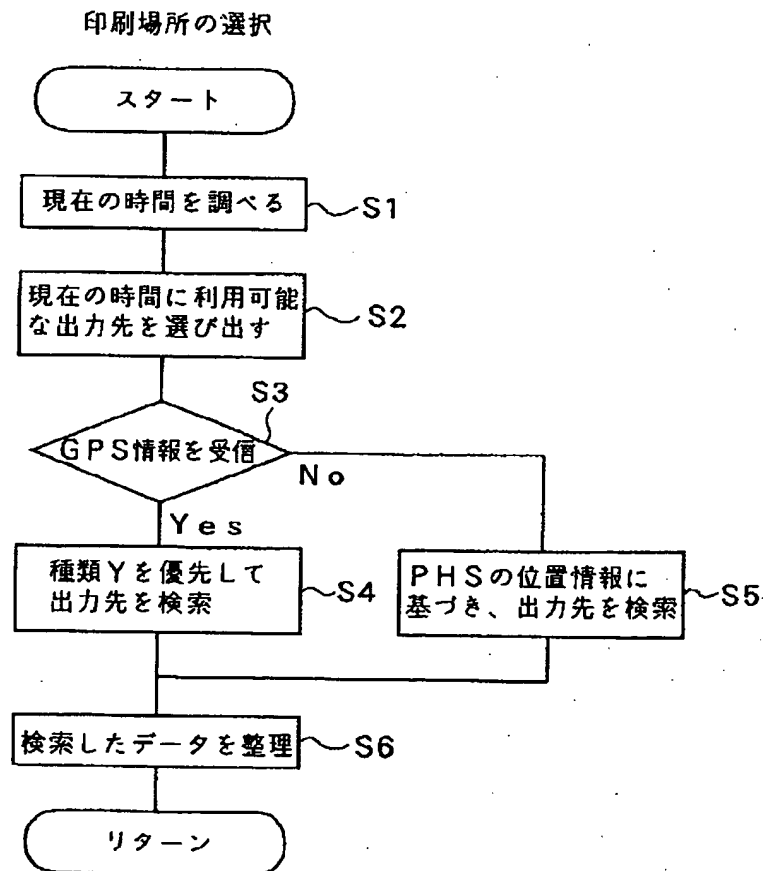 印刷場所の選択
スタート
現在の時間を調べる
S1
現在の時間に利用可能
な出力先を選び出す
S2
S3
GPS情報を受信
No
Yes
種類Yを優先して
出力先を検索
S4
PHSの位置情報に
基づき、出力先を検索
S5
検索したデータを整理
S6
リターン